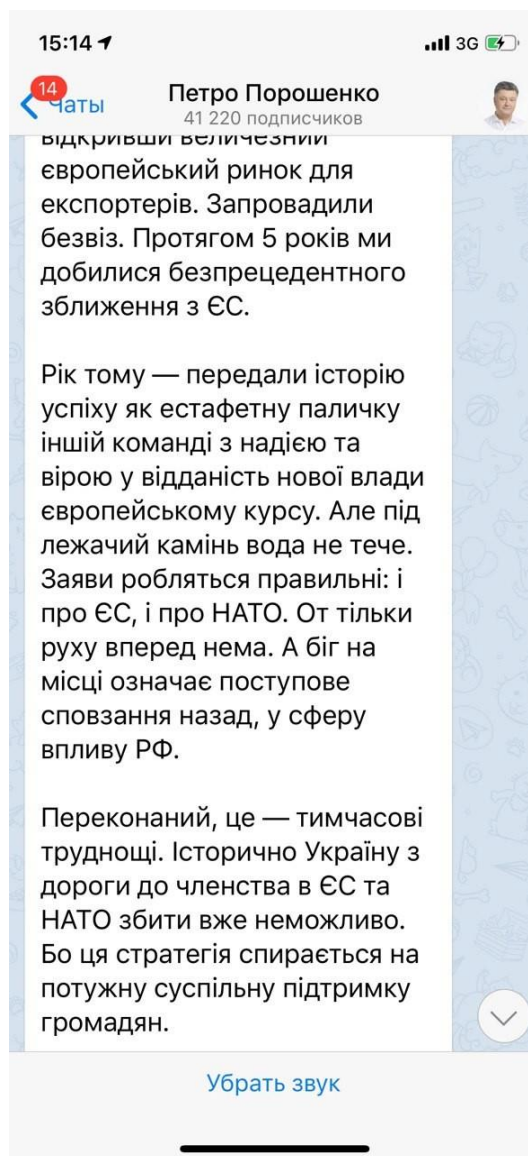 15:14
3G
14
Чаты
Петро Порошенко
41 220 подписчиков
відкривши величезний
європейський ринок для
експортерів. Запровадили
безвіз. Протягом 5 років ми
добилися безпрецедентного
зближення з ЄС.
Рік тому — передали історію
успіху як естафетну паличку
іншій команді з надією та
вірою у відданість нової влади
європейському курсу. Але під
лежачий камінь вода не тече.
Заяви робляться правильні: і
про ЄС, і про НАТО. От тільки
руху вперед нема. А біг на
місці означає поступове
сповзання назад, у сферу
впливу РФ.
Переконаний, це — тимчасові
труднощі. Історично Україну з
дороги до членства в ЄС та
НАТО збити вже неможливо.
Бо ця стратегія спирається на
потужну суспільну підтримку
громадян.
Убрать звук